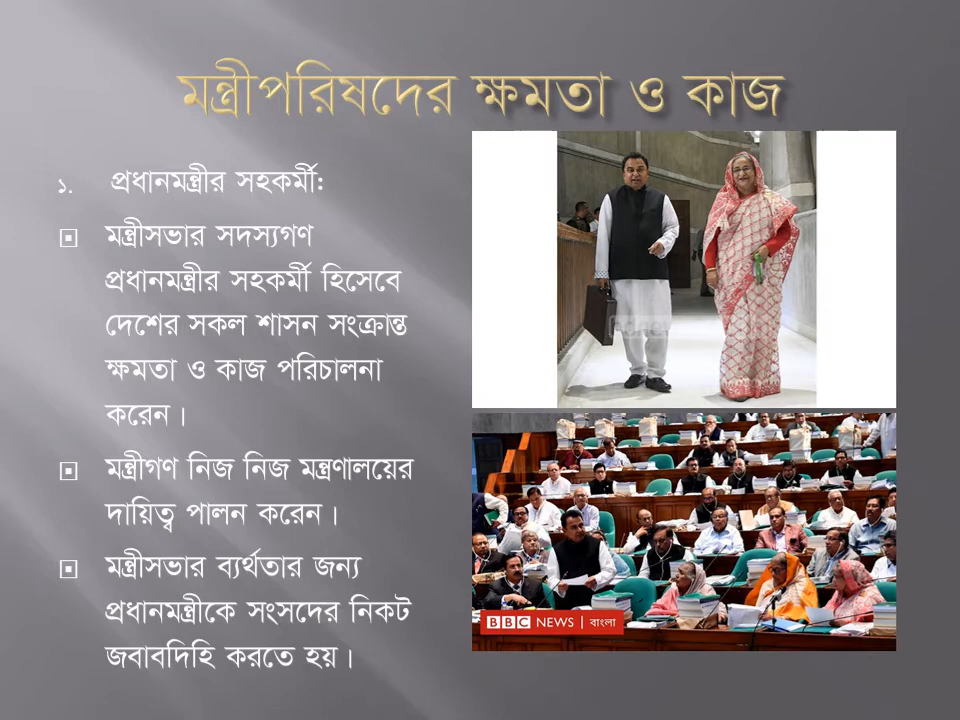 মন্ত্রীপরিষদের ক্ষমতা ও কাজ
১. প্রধানমন্ত্রীর সহকর্মী:
মন্ত্রীসভার সদস্যগণ
প্রধানমন্ত্রীর সহকর্মী হিসেবে
দেশের সকল শাসন সংক্রান্ত
ক্ষমতা ও কাজ পরিচালনা
করেন।
মন্ত্রীগণ নিজ নিজ মন্ত্রণালয়ের
দায়িত্ব পালন করেন।
মন্ত্রীসভার ব্যর্থতার জন্য
প্রধানমন্ত্রীকে সংসদের নিকট
জবাবদিহি করতে হয়।
BBC NEWS | বাংলা